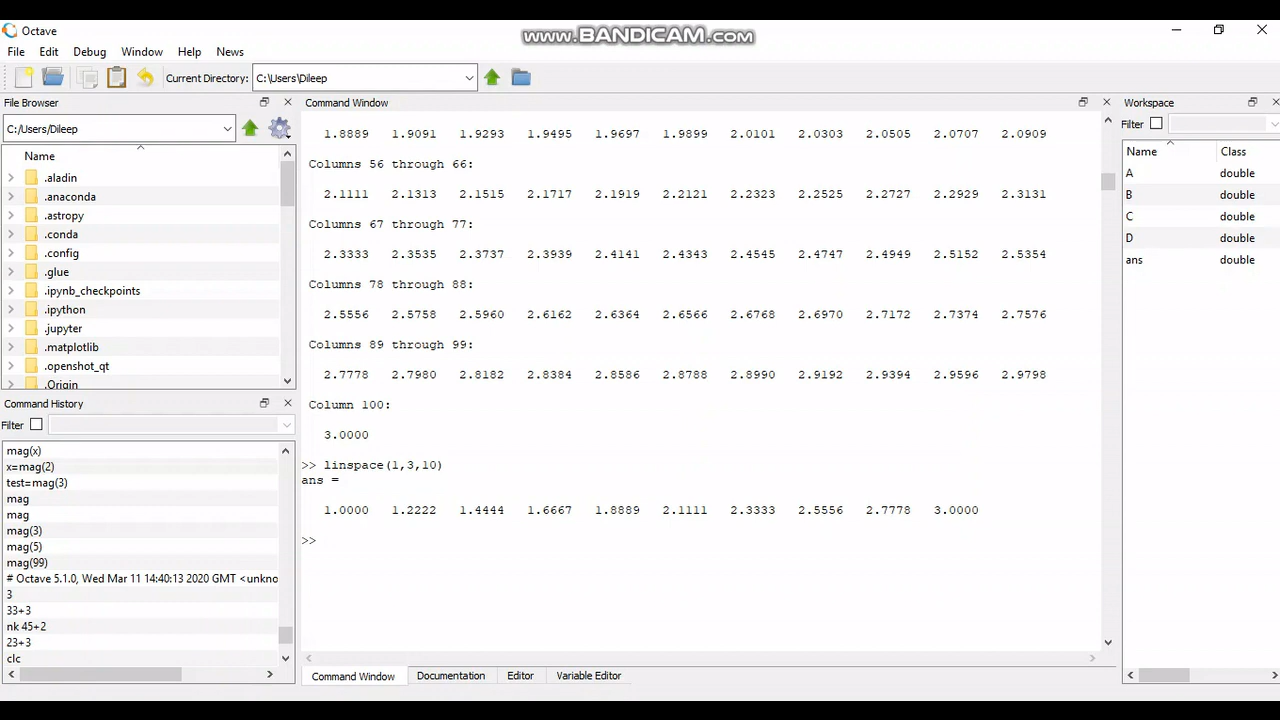 Octave
www.BANDICAM.com
File Edit Debug Window Help News
Current Directory: C:\Users\Dileep
File Browser
C:/Users/Dileep
Name
.aladin
.anaconda
.astropy
.conda
.config
.glue
.ipynb_checkpoints
.ipython
.jupyter
.matplotlib
.openshot_qt
.Origin
Command History
Filter
mag(x)
x=mag(2)
test=mag(3)
mag
mag
mag(3)
mag(5)
mag(99)
# Octave 5.1.0, Wed Mar 11 14:40:13 2020 GMT <unkno
3
33+3
nk 45+2
23+3
clc
Command Window
1.8889 1.9091 1.9293 1.9495 1.9697 1.9899 2.0101 2.0303 2.0505 2.0707 2.0909
Columns 56 through 66:
2.1111 2.1313 2.1515 2.1717 2.1919 2.2121 2.2323 2.2525 2.2727 2.2929 2.3131
Columns 67 through 77:
2.3333 2.3535 2.3737 2.3939 2.4141 2.4343 2.4545 2.4747 2.4949 2.5152 2.5354
Columns 78 through 88:
2.5556 2.5758 2.5960 2.6162 2.6364 2.6566 2.6768 2.6970 2.7172 2.7374 2.7576
Columns 89 through 99:
2.7778 2.7980 2.8182 2.8384 2.8586 2.8788 2.8990 2.9192 2.9394 2.9596 2.9798
Column 100:
3.0000
>> linspace(1,3,10)
ans =
1.0000 1.2222 1.4444 1.6667 1.8889 2.1111 2.3333 2.5556 2.7778 3.0000
>>
Command Window Documentation Editor Variable Editor
Workspace
Filter
Name Class
A double
B double
C double
D double
ans double